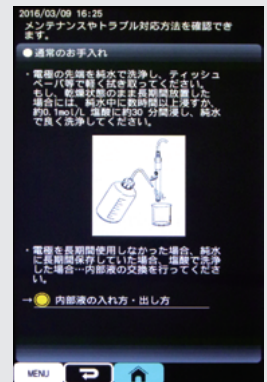 2016/03/09 16:25
メンテナンスやトラブル対応方法を確認でき
ます。
●通常のお手入れ
・電極の先端を純水で洗浄し、ティッシュ
ペーパ等で軽く拭き取ってください。
もし、乾燥状態のまま長期間放置した
場合には、純水中に数時間以上浸すか、
約0.1mol/L 塩酸に約30 分間浸し、純水
で良く洗浄してください。
・電極を長期間使用しなかった場合、純水
に長期間保存していた場合、塩酸で洗浄
した場合…内部液の交換を行ってくださ
い。
→ 内部液の入れ方・出し方
MENU